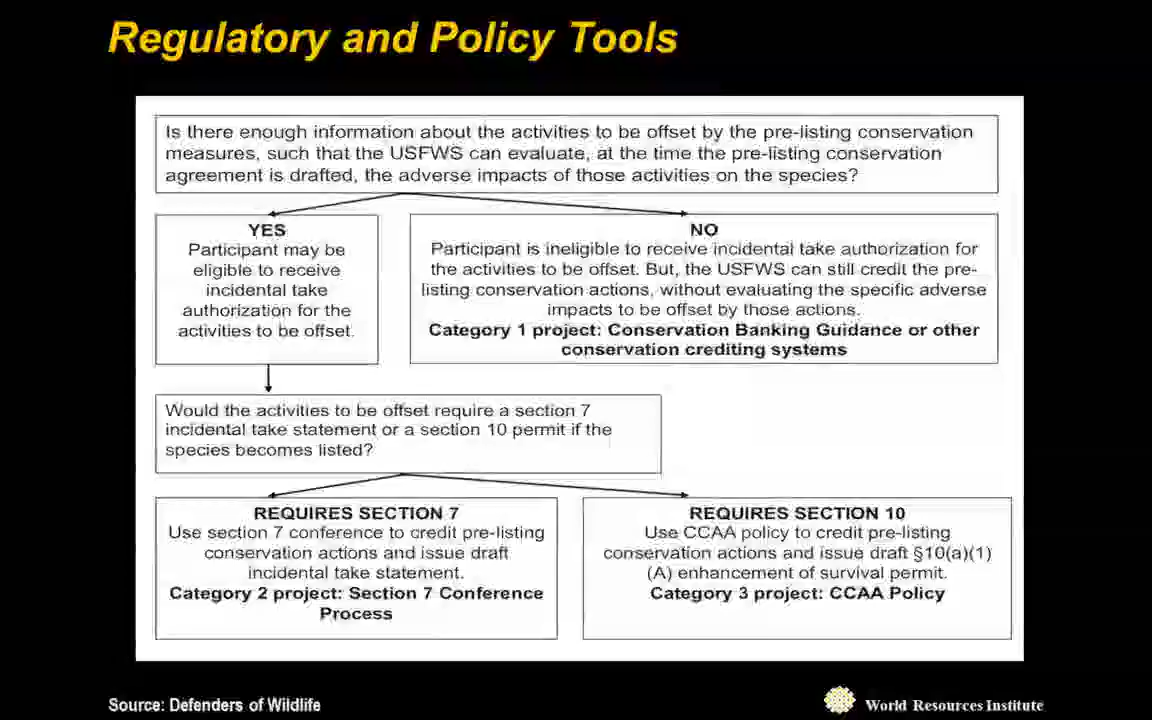 Regulatory and Policy Tools
Is there enough information about the activities to be offset by the pre-listing conservation
measures, such that the USFWS can evaluate, at the time the pre-listing conservation
agreement is drafted, the adverse impacts of those activities on the species?
YES
Participant may be
eligible to receive
incidental take
authorization for the
activities to be offset.
NO
Participant is ineligible to receive incidental take authorization for
the activities to be offset. But, the USFWS can still credit the pre-
listing conservation actions, without evaluating the specific adverse
impacts to be offset by those actions.
Category 1 project: Conservation Banking Guidance or other
conservation crediting systems
Would the activities to be offset require a section 7
incidental take statement or a section 10 permit if the
species becomes listed?
REQUIRES SECTION 7
Use section 7 conference to credit pre-listing
conservation actions and issue draft
incidental take statement.
Category 2 project: Section 7 Conference
Process
REQUIRES SECTION 10
Use CCAA policy to credit pre-listing
conservation actions and issue draft §10(a)(1)
(A) enhancement of survival permit.
Category 3 project: CCAA Policy
Source: Defenders of Wildlife
World Resources Institute